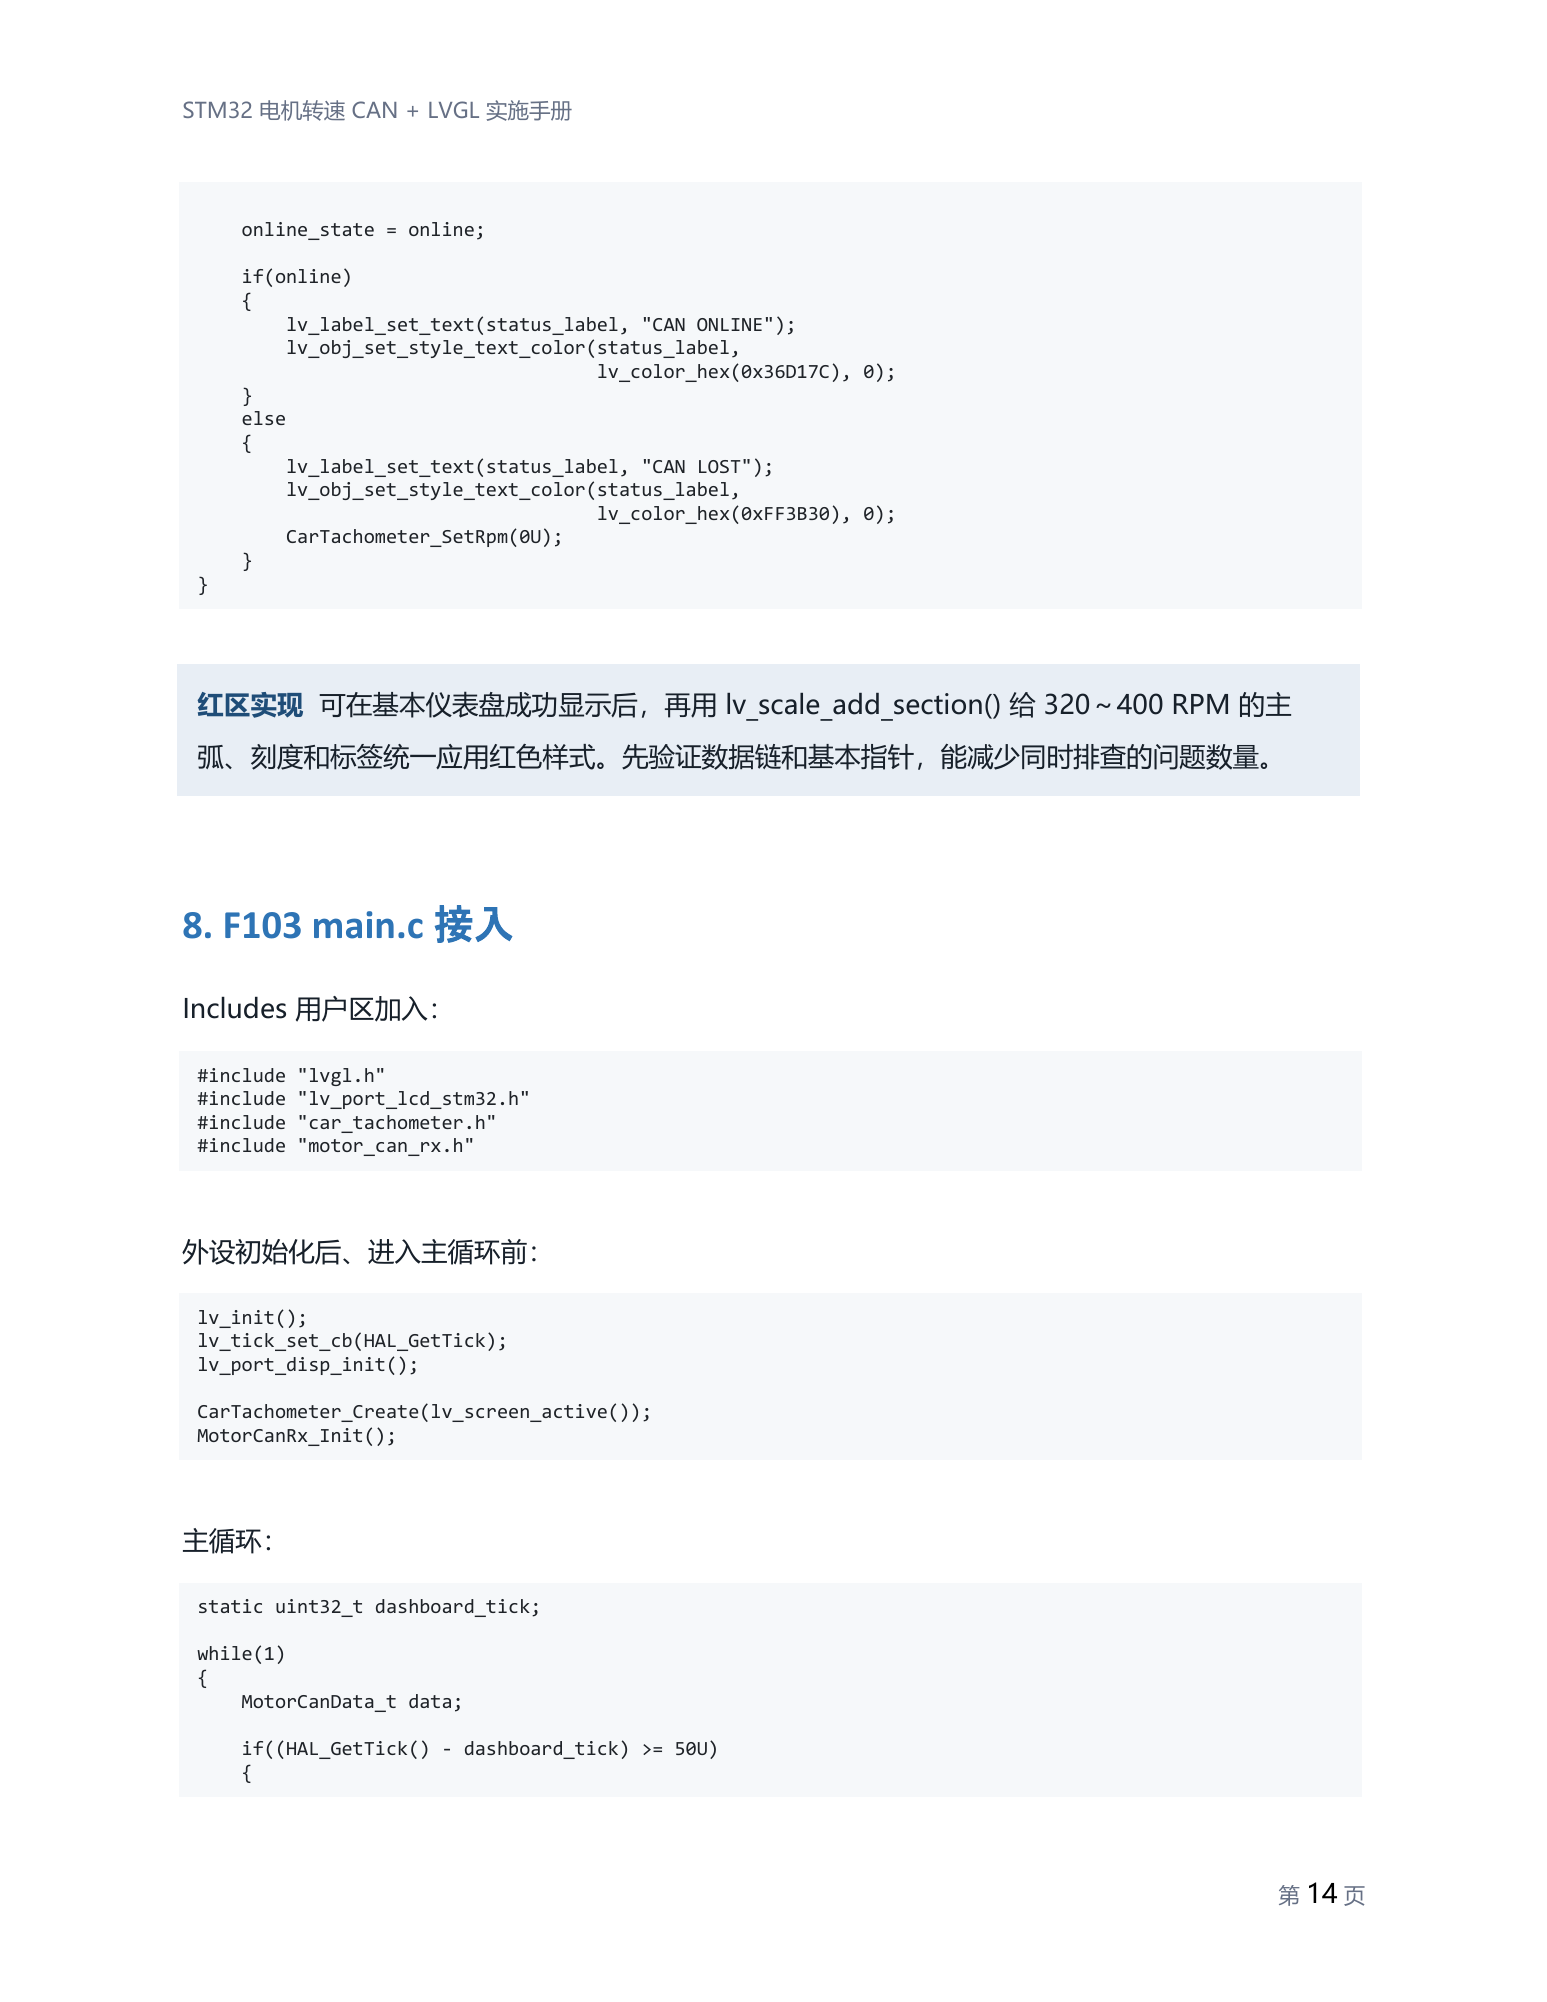 STM32 电机转速 CAN + LVGL 实施手册
    online_state = online;
    if(online)
    {
        lv_label_set_text(status_label, "CAN ONLINE");
        lv_obj_set_style_text_color(status_label,
                                    lv_color_hex(0x36D17C), 0);
    }
    else
    {
        lv_label_set_text(status_label, "CAN LOST");
        lv_obj_set_style_text_color(status_label,
                                    lv_color_hex(0xFF3B30), 0);
        CarTachometer_SetRpm(0U);
    }
}
红区实现 可在基本仪表盘成功显示后，再用 lv_scale_add_section() 给 320～400 RPM 的主
弧、刻度和标签统一应用红色样式。先验证数据链和基本指针，能减少同时排查的问题数量。
8. F103 main.c 接入
Includes 用户区加入：
#include "lvgl.h"
#include "lv_port_lcd_stm32.h"
#include "car_tachometer.h"
#include "motor_can_rx.h"
外设初始化后、进入主循环前：
lv_init();
lv_tick_set_cb(HAL_GetTick);
lv_port_disp_init();
CarTachometer_Create(lv_screen_active());
MotorCanRx_Init();
主循环：
static uint32_t dashboard_tick;
while(1)
{
    MotorCanData_t data;
    if((HAL_GetTick() - dashboard_tick) >= 50U)
    {
第 14 页